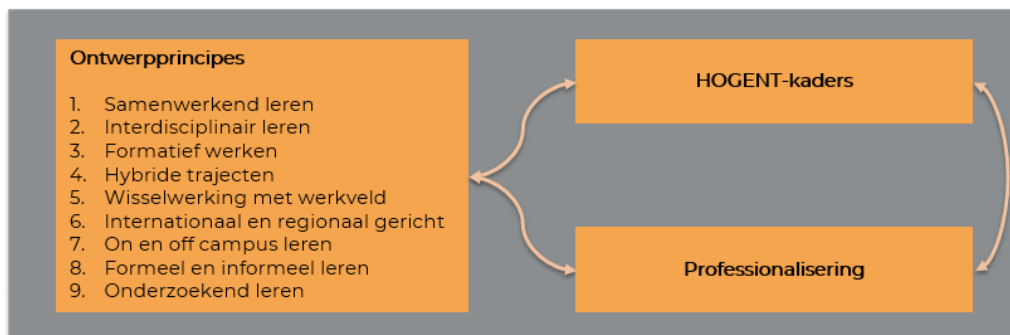 Ontwerpprincipes
1. Samenwerkend leren
2. Interdisciplinair leren
3. Formatief werken
4. Hybride trajecten
5. Wisselwerking met werkveld
6. Internationaal en regionaal gericht
7. On en off campus leren
8. Formeel en informeel leren
9. Onderzoekend leren
HOGENT-kaders
Professionalisering